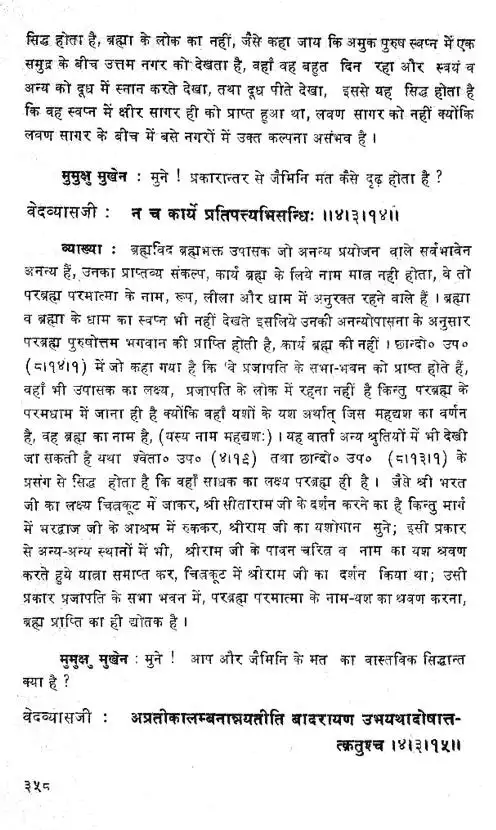 सिद्ध होता है, ब्रह्मा के लोक का नहीं, जैसे कहा जाय कि अमुक पुरुष स्वप्न में एक
समुद्र के बीच उत्तम नगर को देखता है, वहाँ वह बहुत दिन रहा और स्वयं व
अन्य को दूध में स्नान करते देखा, तथा दूध पीते देखा, इससे यह सिद्ध होता है
कि वह स्वप्न में क्षीर सागर ही को प्राप्त हुआ था, लवण सागर को नहीं क्योंकि
लवण सागर के बीच में बसे नगरों में उक्त कल्पना असंभव है ।
मुमुक्षु मुखेन : मुने ! प्रकारान्तर से जैमिनि मत कैसे दृढ़ होता है ?
वेदव्यासजी : न च कार्ये प्रतिपत्त्यभिसन्धिः ॥४।३।१४॥
व्याख्या : ब्रह्मविद ब्रह्मभक्त उपासक जो अनन्य प्रयोजन वाले सर्वभावेन
अनन्य हैं, उनका प्राप्तव्य संकल्प, कार्य ब्रह्म के लिये नाम मात्र नही होता, वे तो
परब्रह्म परमात्मा के नाम, रूप, लीला और धाम में अनुरक्त रहने वाले हैं । ब्रह्मा
व ब्रह्मा के धाम का स्वप्न भी नहीं देखते इसलिये उनकी अनन्योपासना के अनुसार
परब्रह्म पुरुषोत्तम भगवान की प्राप्ति होती है, कार्य ब्रह्म की नहीं । छान्दो० उप०
(८।१४।१) में जो कहा गया है कि 'वे प्रजापति के सभा-भवन को प्राप्त होते हैं,
वहाँ भी उपासक का लक्ष्य, प्रजापति के लोक में रहना नहीं है किन्तु परब्रह्म के
परमधाम में जाना ही है क्योंकि वहाँ यशों के यश अर्थात् जिस महद्यश का वर्णन
है, वह ब्रह्म का नाम है, (यस्य नाम महद्यशः) । यह वार्ता अन्य श्रुतियों में भी देखी
जा सकती है यथा श्वेता० उप० (४।१९) तथा छान्दो० उप० (८।१३।१) के
प्रसंग से सिद्ध होता है कि वहाँ साधक का लक्ष्य परब्रह्म ही है । जैसे श्री भरत
जी का लक्ष्य चित्रकूट में जाकर, श्री सीताराम जी के दर्शन करने का है किन्तु मार्ग
में भरद्वाज जी के आश्रम में रुककर, श्रीराम जी का यशोगान सुने; इसी प्रकार
से अन्य-अन्य स्थानों में भी, श्रीराम जी के पावन चरित्र व नाम का यश श्रवण
करते हुये यात्रा समाप्त कर, चित्रकूट में श्रीराम जी का दर्शन किया था; उसी
प्रकार प्रजापति के सभा भवन में, परब्रह्म परमात्मा के नाम-यश का श्रवण करना,
ब्रह्म प्राप्ति का ही द्योतक है ।
मुमुक्षु मुखेन : मुने ! आप और जैमिनि के मत का वास्तविक सिद्धान्त
क्या है ?
वेदव्यासजी : अप्रतीकालम्बनान्नयतीति बादरायण उभयथादोषात्त-
त्क्रतुश्च ।४।३।१५॥
३५८